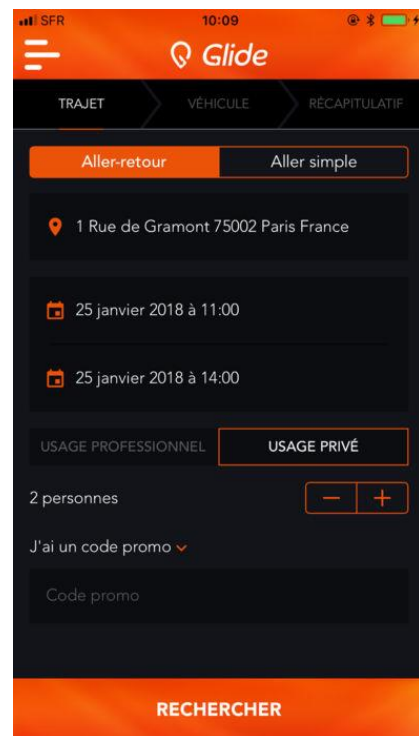 SFR 10:09
Glide
TRAJET VÉHICULE RÉCAPITULATIF
Aller-retour Aller simple
1 Rue de Gramont 75002 Paris France
25 janvier 2018 à 11:00
25 janvier 2018 à 14:00
USAGE PROFESSIONNEL USAGE PRIVÉ
2 personnes
J'ai un code promo
Code promo
RECHERCHER